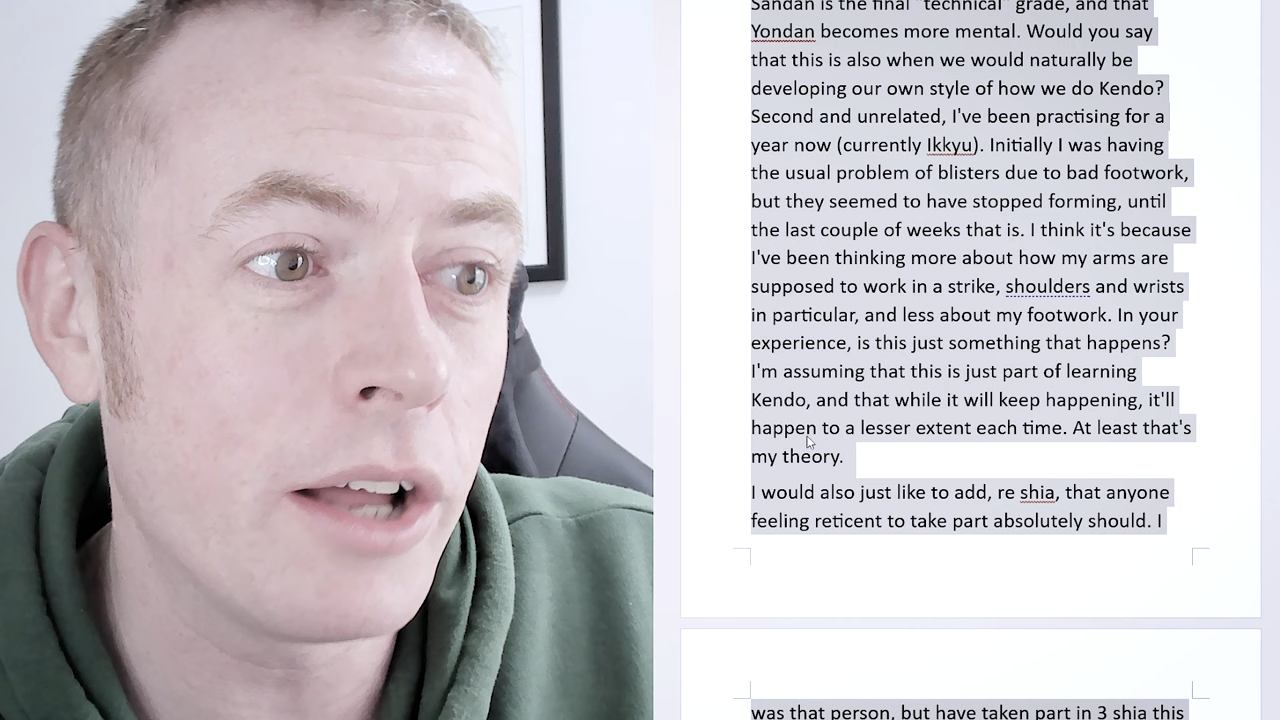 Sandan is the final "technical" grade, and that
Yondan becomes more mental. Would you say
that this is also when we would naturally be
developing our own style of how we do Kendo?
Second and unrelated, I've been practising for a
year now (currently Ikkyu). Initially I was having
the usual problem of blisters due to bad footwork,
but they seemed to have stopped forming, until
the last couple of weeks that is. I think it's because
I've been thinking more about how my arms are
supposed to work in a strike, shoulders and wrists
in particular, and less about my footwork. In your
experience, is this just something that happens?
I'm assuming that this is just part of learning
Kendo, and that while it will keep happening, it'll
happen to a lesser extent each time. At least that's
my theory.
I would also just like to add, re shia, that anyone
feeling reticent to take part absolutely should. I
was that person, but have taken part in 3 shia this